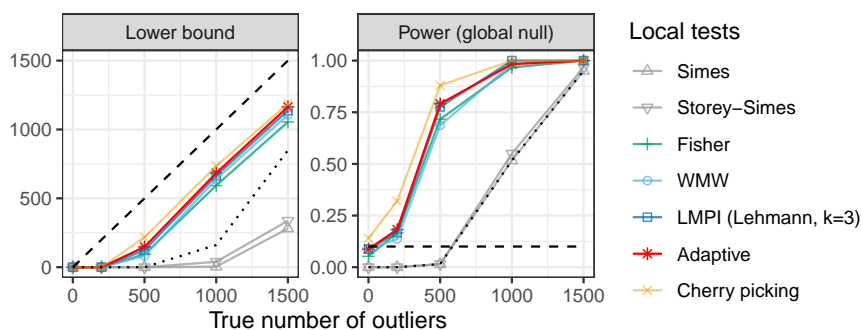 Lower bound
Power (global null)
1500
1000
500
0
1.00
0.75
0.50
0.25
0.00
0 500 1000 1500
0 500 1000 1500
True number of outliers
Local tests
Simes
Storey−Simes
Fisher
WMW
LMPI (Lehmann, k=3)
Adaptive
Cherry picking